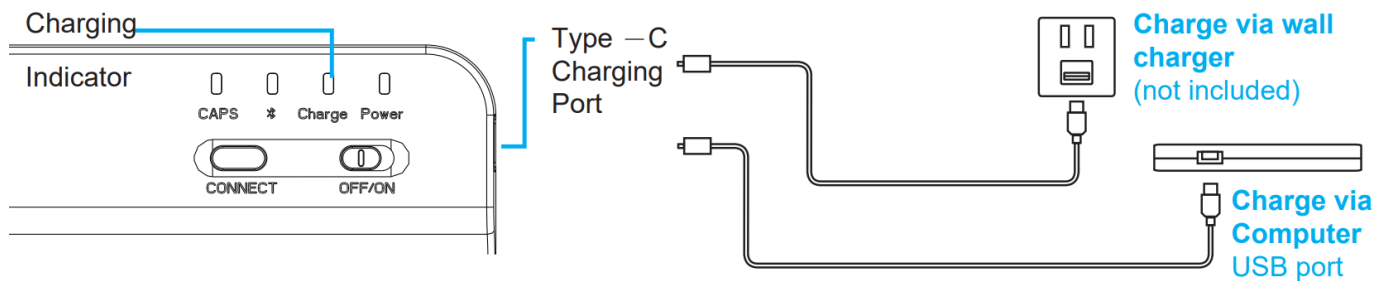 Charging
Indicator
CAPS Charge Power
CONNECT OFF/ON
Type －C
Charging
Port
Charge via wall
charger
(not included)
Charge via
Computer
USB port